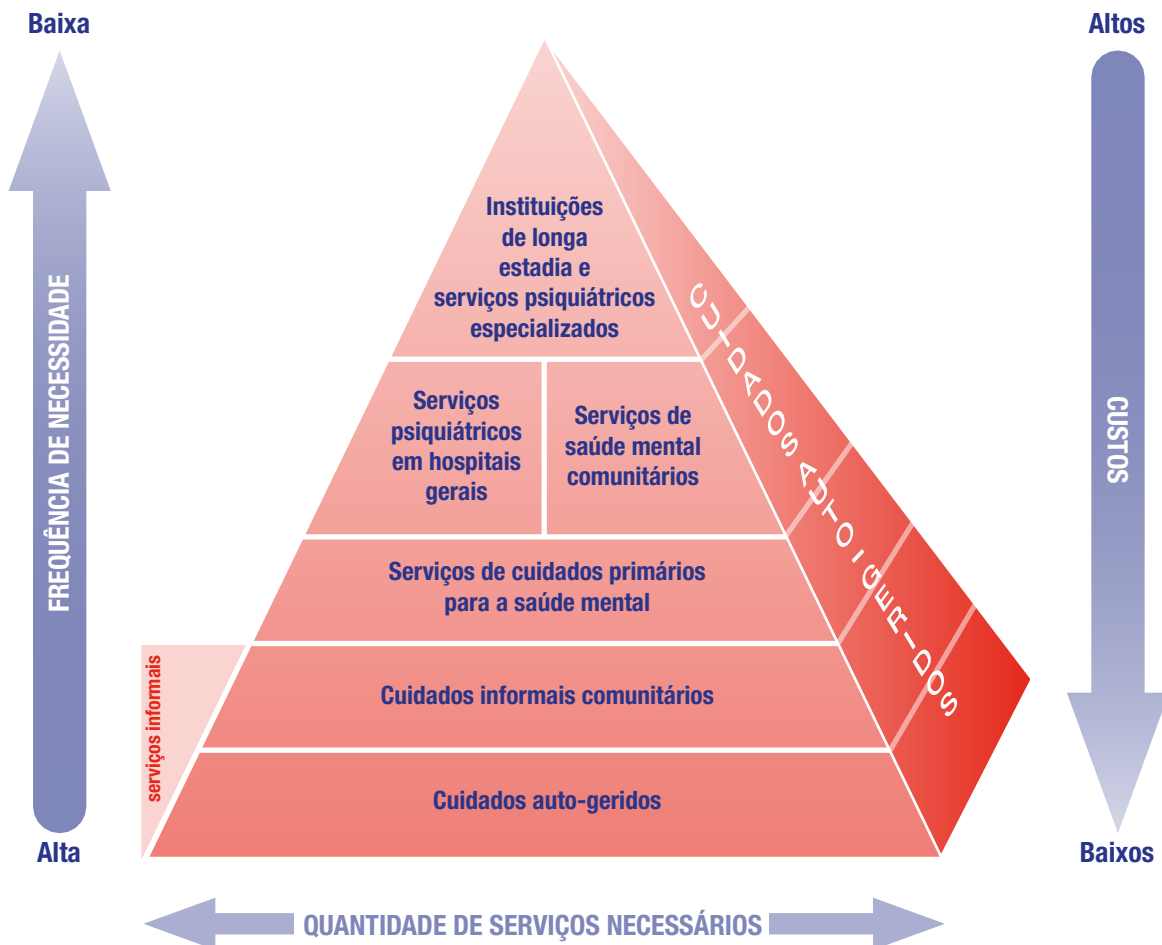 Baixa
Altos
FREQUÊNCIA DE NECESSIDADE
Instituições
de longa
estadia e
serviços psiquiátricos
especializados
CUIDADOS AUTOIGERIDOS
CUSTOS
Serviços
psiquiátricos
em hospitais
gerais
Serviços de
saúde mental
comunitários
Serviços de cuidados primários
para a saúde mental
serviços informais
Cuidados informais comunitários
Cuidados auto-geridos
Alta
Baixos
QUANTIDADE DE SERVIÇOS NECESSÁRIOS